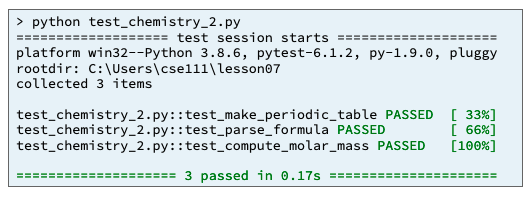 > python test_chemistry_2.py
=================== test session starts ====================
platform win32--Python 3.8.6, pytest-6.1.2, py-1.9.0, pluggy
rootdir: C:\Users\cse111\lesson07
collected 3 items

test_chemistry_2.py::test_make_periodic_table PASSED  [ 33%]
test_chemistry_2.py::test_parse_formula PASSED        [ 66%]
test_chemistry_2.py::test_compute_molar_mass PASSED   [100%]

==================== 3 passed in 0.17s =====================